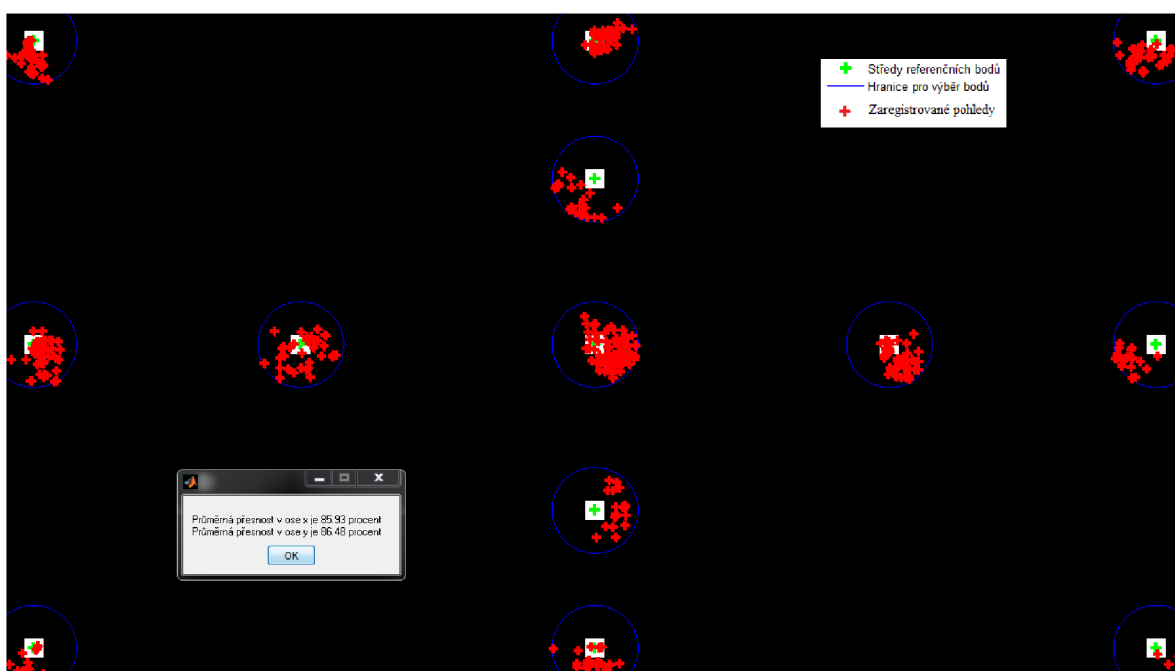 Středy referenčních bodů
Hranice pro výběr bodů
Zaregistrované pohledy
Průměrná přesnost v ose x je 85.93 procent
Průměrná přesnost v ose y je 86.48 procent
OK